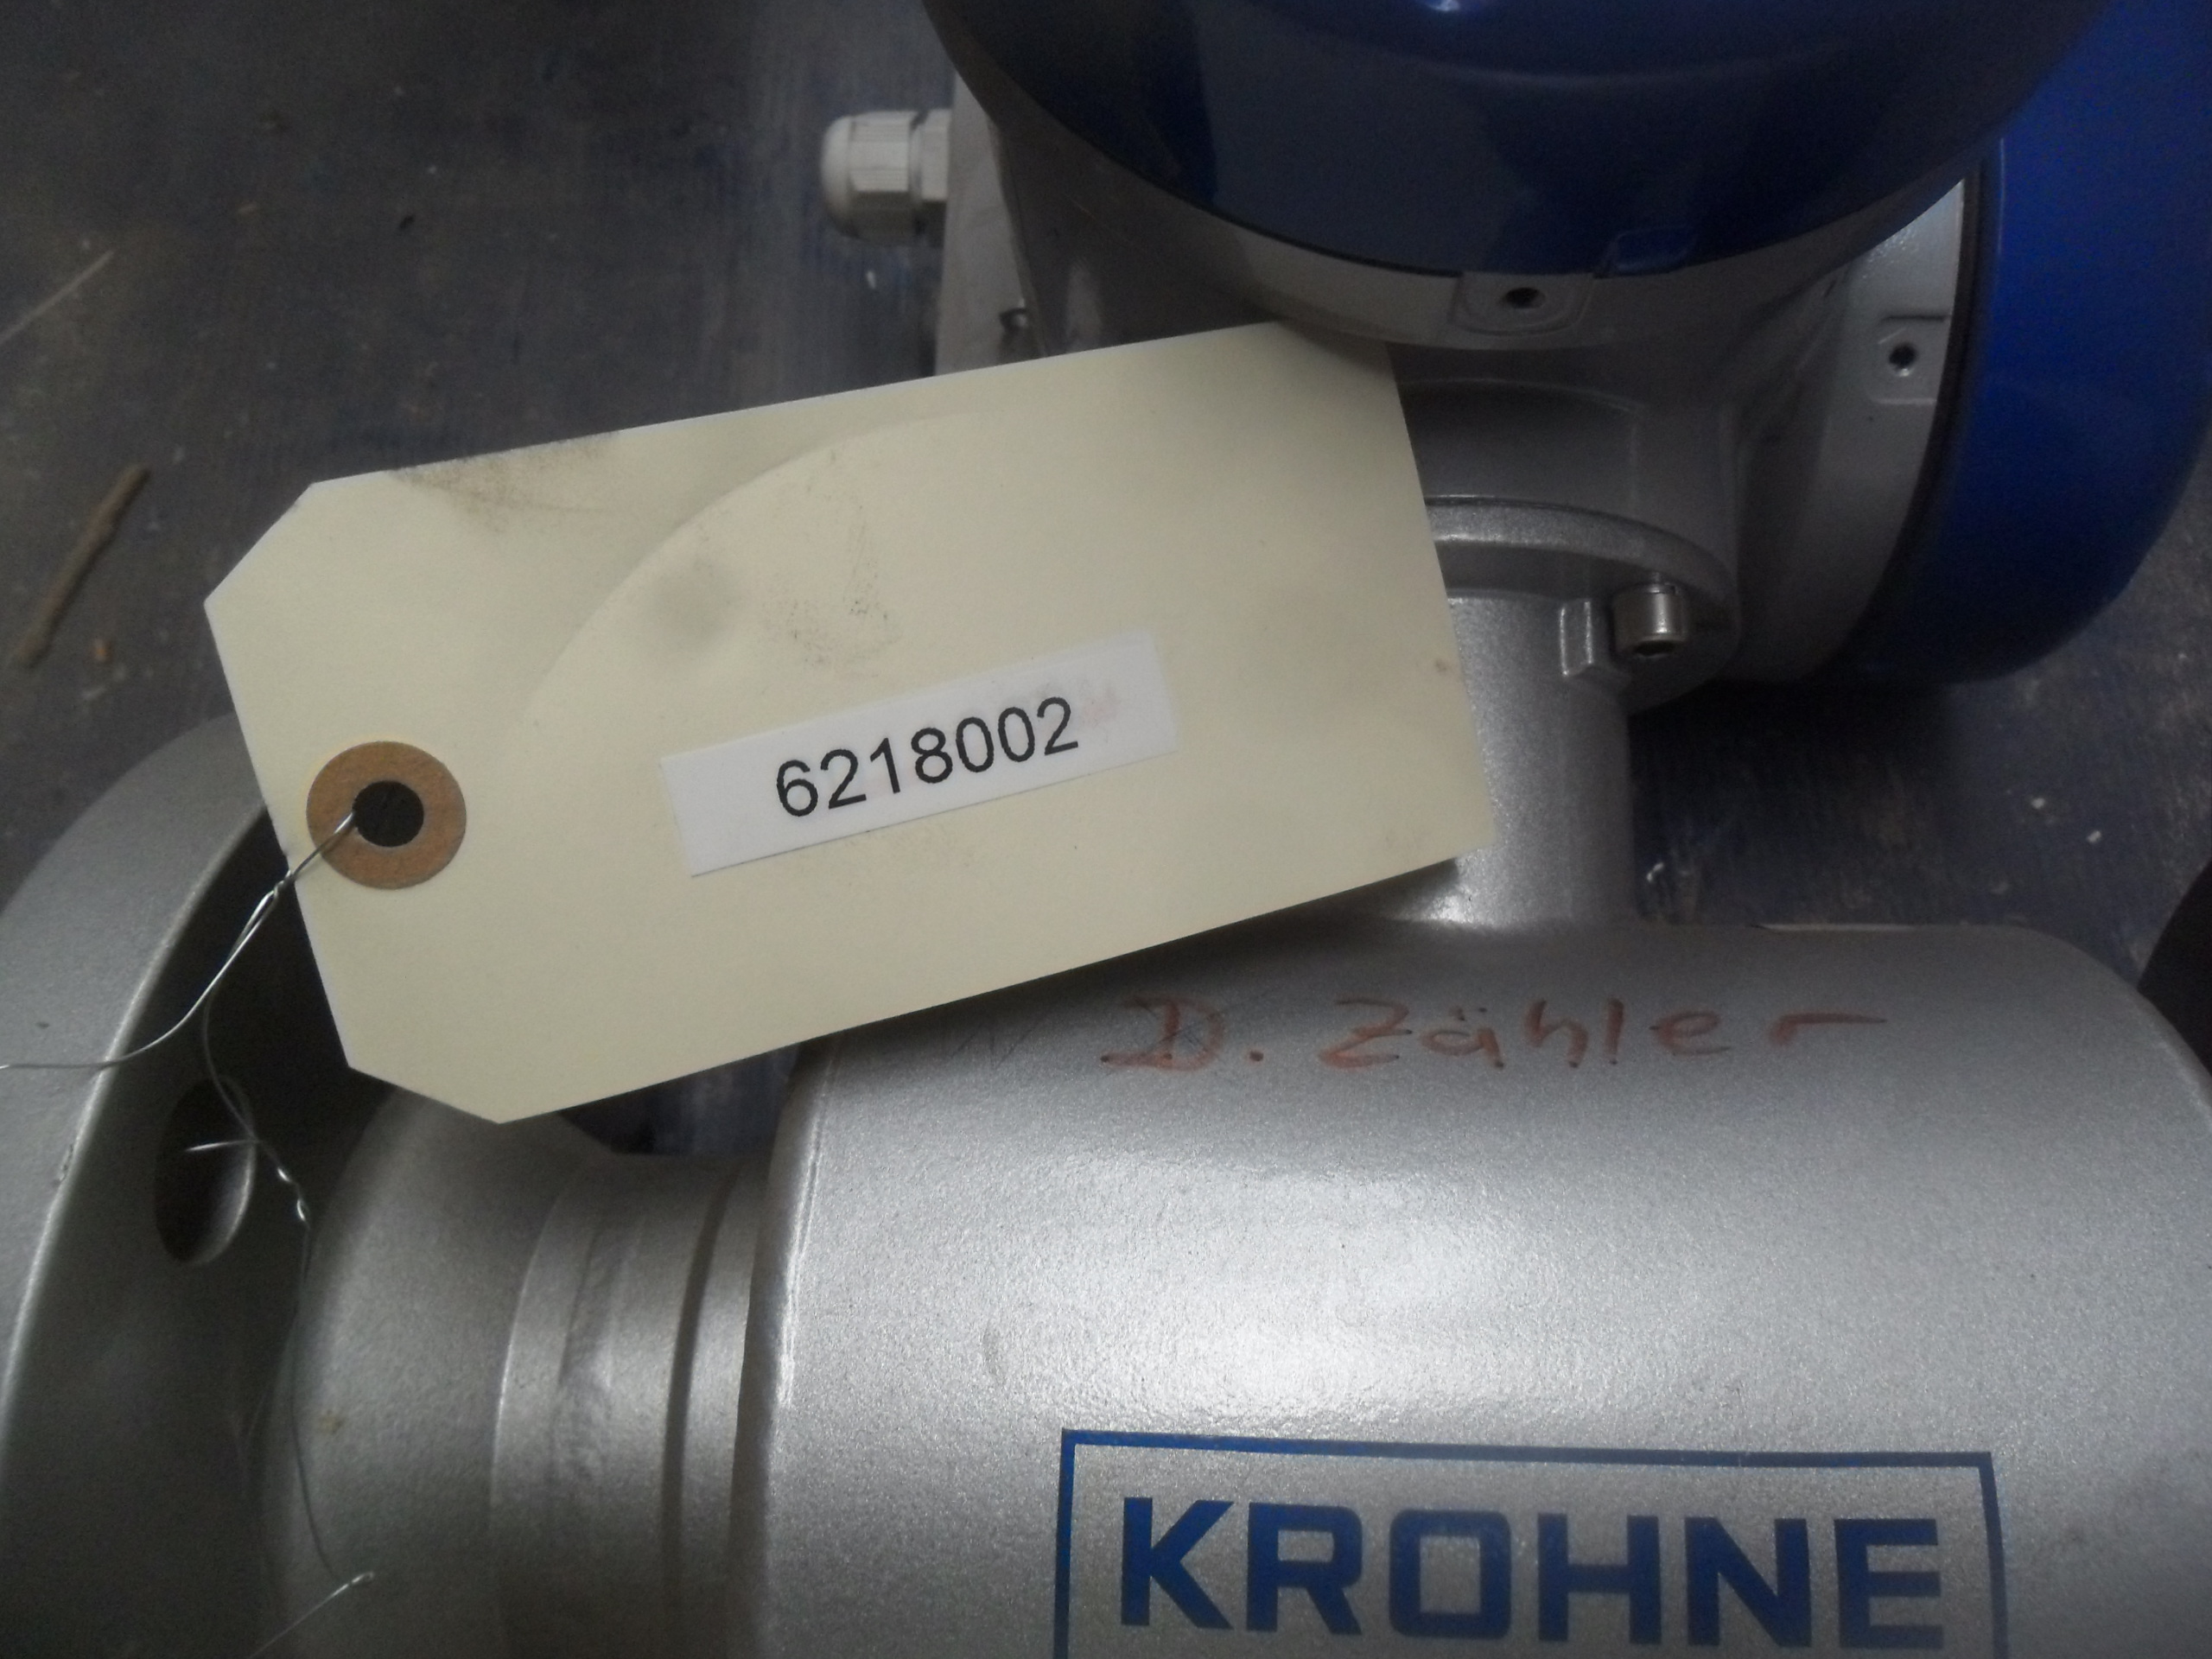 6218002
D. Zähler
KROHNE